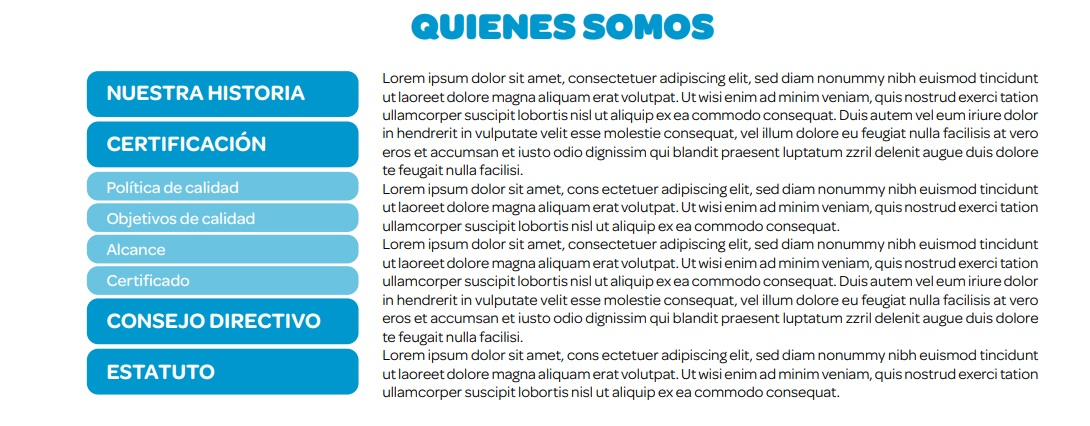 QUIENES SOMOS
NUESTRA HISTORIA
CERTIFICACIÓN
Política de calidad
Objetivos de calidad
Alcance
Certificado
CONSEJO DIRECTIVO
ESTATUTO
Lorem ipsum dolor sit amet, consectetuer adipiscing elit, sed diam nonummy nibh euismod tincidunt
ut laoreet dolore magna aliquam erat volutpat. Ut wisi enim ad minim veniam, quis nostrud exerci tation
ullamcorper suscipit lobortis nisl ut aliquip ex ea commodo consequat. Duis autem vel eum iriure dolor
in hendrerit in vulputate velit esse molestie consequat, vel illum dolore eu feugiat nulla facilisis at vero
eros et accumsan et iusto odio dignissim qui blandit praesent luptatum zzril delenit augue duis dolore
te feugait nulla facilisi.
Lorem ipsum dolor sit amet, cons ectetuer adipiscing elit, sed diam nonummy nibh euismod tincidunt
ut laoreet dolore magna aliquam erat volutpat. Ut wisi enim ad minim veniam, quis nostrud exerci tation
ullamcorper suscipit lobortis nisl ut aliquip ex ea commodo consequat.
Lorem ipsum dolor sit amet, consectetuer adipiscing elit, sed diam nonummy nibh euismod tincidunt
ut laoreet dolore magna aliquam erat volutpat. Ut wisi enim ad minim veniam, quis nostrud exerci tation
ullamcorper suscipit lobortis nisl ut aliquip ex ea commodo consequat. Duis autem vel eum iriure dolor
in hendrerit in vulputate velit esse molestie consequat, vel illum dolore eu feugiat nulla facilisis at vero
eros et accumsan et iusto odio dignissim qui blandit praesent luptatum zzril delenit augue duis dolore
te feugait nulla facilisi.
Lorem ipsum dolor sit amet, cons ectetuer adipiscing elit, sed diam nonummy nibh euismod tincidunt
ut laoreet dolore magna aliquam erat volutpat. Ut wisi enim ad minim veniam, quis nostrud exerci tation
ullamcorper suscipit lobortis nisl ut aliquip ex ea commodo consequat.